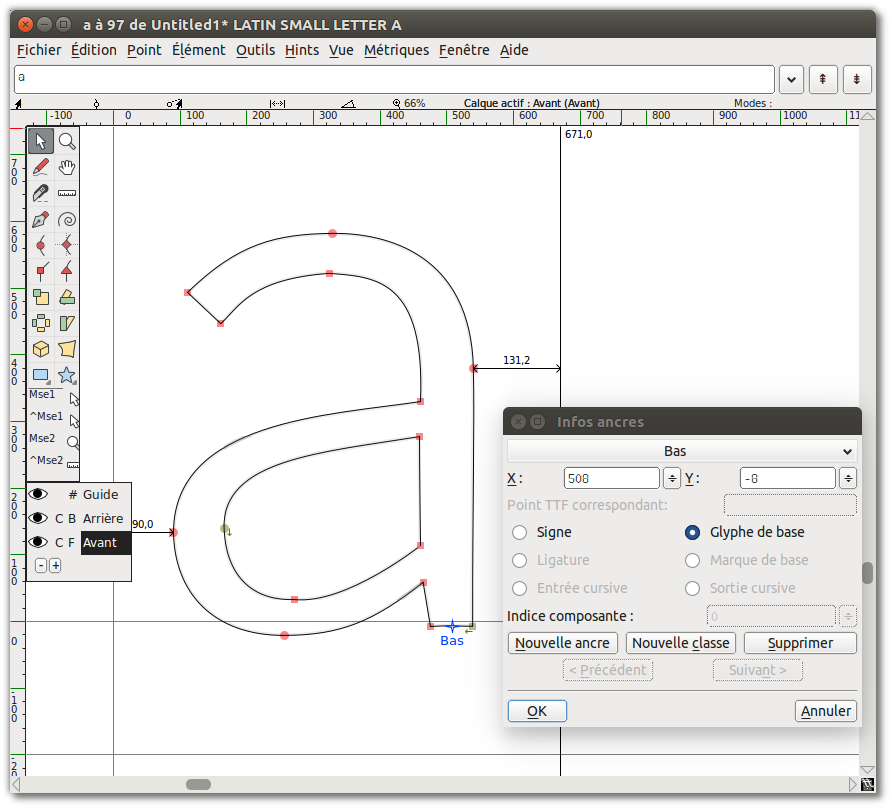 a à 97 de Untitled1* LATIN SMALL LETTER A
Fichier Édition Point Élément Outils Hints Vue Métriques Fenêtre Aide
a
66% Calque actif : Avant (Avant) Modes :
-100 0 100 200 300 400 500 600 700 800 900 1000 11
671,0
700
600
500
400
300
200
100
0
-100
-20
131,2
Mse1
^Mse1
Mse2
^Mse2
# Guide
C B Arrière
C F Avant
- +
90,0
Bas
Infos ancres
Bas
X : 508 Y : -8
Point TTF correspondant:
Signe Glyphe de base
Ligature Marque de base
Entrée cursive Sortie cursive
Indice composante : 0
Nouvelle ancre Nouvelle classe Supprimer
< Précédent Suivant >
OK Annuler